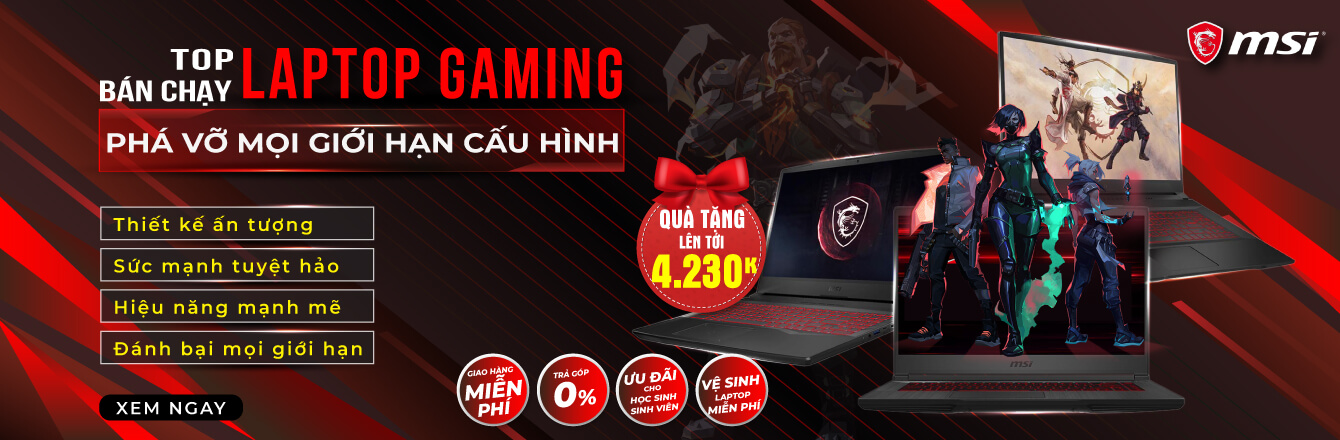 TOP
BÁN CHẠY
LAPTOP GAMING
PHÁ VỠ MỌI GIỚI HẠN CẤU HÌNH
Thiết kế ấn tượng
Sức mạnh tuyệt hảo
Hiệu năng mạnh mẽ
Đánh bại mọi giới hạn
XEM NGAY
QUÀ TẶNG
LÊN TỚI
4.230K
GIAO HÀNG
MIỄN
PHÍ
TRẢ GÓP
0%
ƯU ĐÃI
CHO
HỌC SINH
SINH VIÊN
VỆ SINH
LAPTOP
MIỄN PHÍ
msi
msi